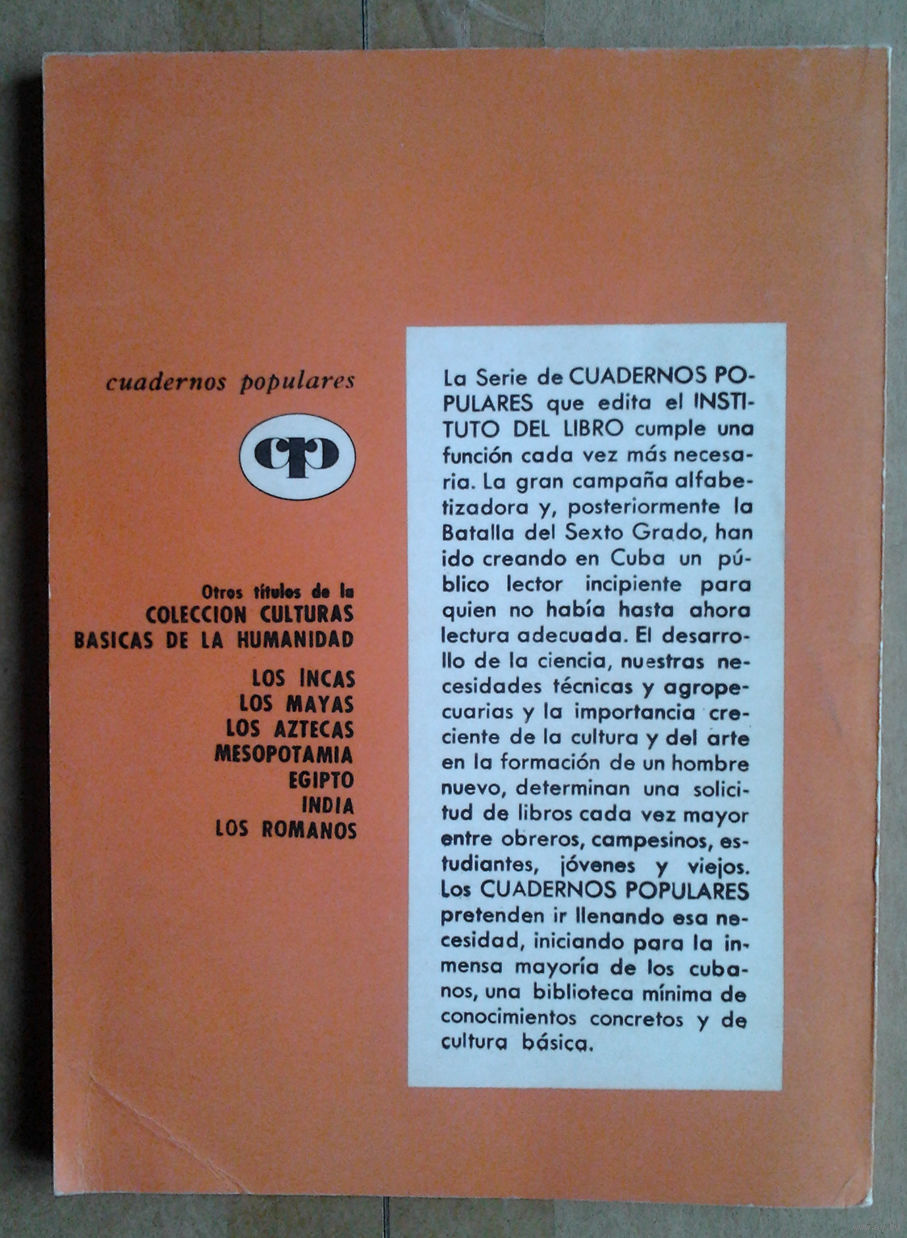 cuadernos populares
cp
Otros títulos de la
COLECCION CULTURAS
BASICAS DE LA HUMANIDAD
LOS INCAS
LOS MAYAS
LOS AZTECAS
MESOPOTAMIA
EGIPTO
INDIA
LOS ROMANOS
La Serie de CUADERNOS PO-
PULARES que edita el INSTI-
TUTO DEL LIBRO cumple una
función cada vez más necesa-
ria. La gran campaña alfabe-
tizadora y, posteriormente la
Batalla del Sexto Grado, han
ido creando en Cuba un pú-
blico lector incipiente para
quien no había hasta ahora
lectura adecuada. El desarro-
llo de la ciencia, nuestras ne-
cesidades técnicas y agrope-
cuarias y la importancia cre-
ciente de la cultura y del arte
en la formación de un hombre
nuevo, determinan una solici-
tud de libros cada vez mayor
entre obreros, campesinos, es-
tudiantes, jóvenes y viejos.
Los CUADERNOS POPULARES
pretenden ir llenando esa ne-
cesidad, iniciando para la in-
mensa mayoría de los cuba-
nos, una biblioteca mínima de
conocimientos concretos y de
cultura básica.